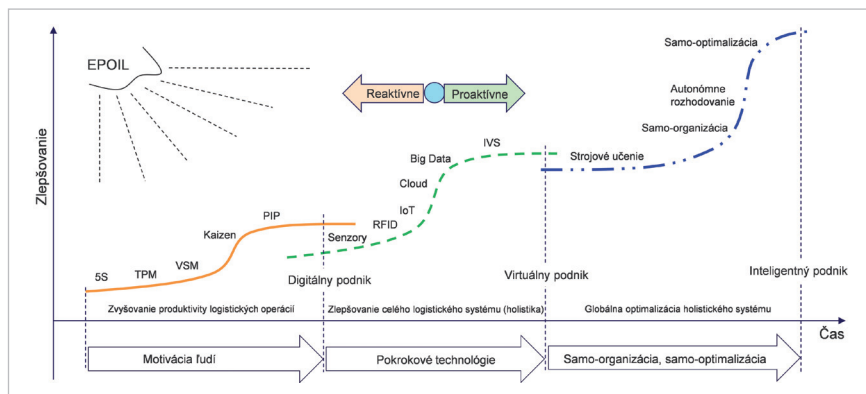 EPOIL
Reaktívne
Proaktívne
Zlepšovanie
5S
TPM
VSM
Kaizen
PIP
Senzory
RFID
IoT
Cloud
Big Data
IVS
Strojové učenie
Samo-organizácia
Autonómne
rozhodovanie
Samo-optimalizácia
Digitálny podnik
Virtuálny podnik
Inteligentný podnik
Zvyšovanie produktivity logistických operácií
Zlepšovanie celého logistického systému (holistika)
Globálna optimalizácia holistického systému
Čas
Motivácia ľudí
Pokrokové technológie
Samo-organizácia, samo-optimalizácia